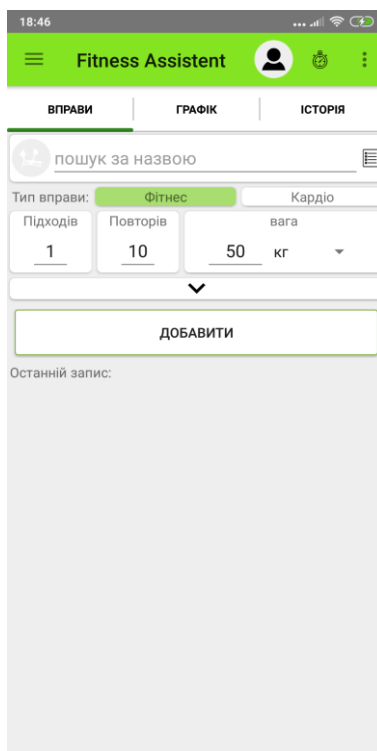 18:46
Fitness Assistent
ВПРАВИ ГРАФІК ІСТОРІЯ
пошук за назвою
Тип вправи: Фітнес Кардіо
Підходів Повторів вага
1 10 50 кг
ДОБАВИТИ
Останній запис: